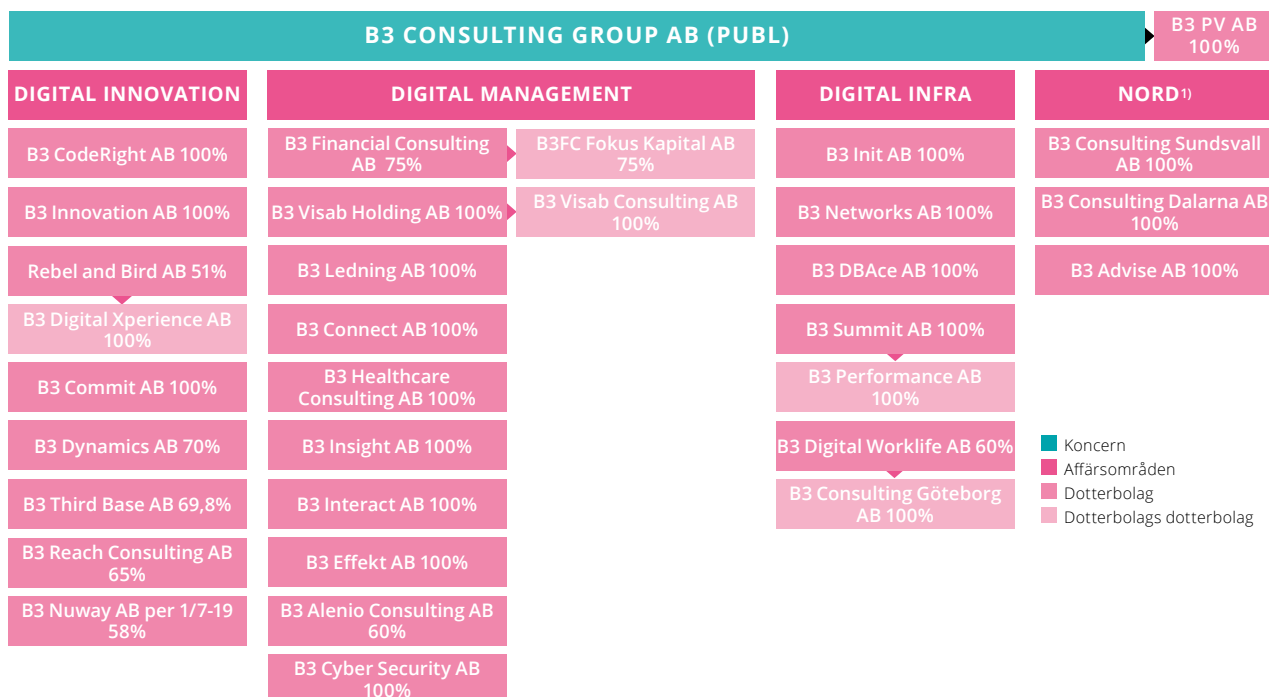 B3 CONSULTING GROUP AB (PUBL)
B3 PV AB
100%
DIGITAL INNOVATION
B3 CodeRight AB 100%
B3 Innovation AB 100%
Rebel and Bird AB 51%
B3 Digital Xperience AB
100%
B3 Commit AB 100%
B3 Dynamics AB 70%
B3 Third Base AB 69,8%
B3 Reach Consulting AB
65%
B3 Nuway AB per 1/7-19
58%
DIGITAL MANAGEMENT
B3 Financial Consulting
AB 75%
B3FC Fokus Kapital AB
75%
B3 Visab Holding AB 100%
B3 Visab Consulting AB
100%
B3 Ledning AB 100%
B3 Connect AB 100%
B3 Healthcare
Consulting AB 100%
B3 Insight AB 100%
B3 Interact AB 100%
B3 Effekt AB 100%
B3 Alenio Consulting AB
60%
B3 Cyber Security AB
100%
DIGITAL INFRA
B3 Init AB 100%
B3 Networks AB 100%
B3 DBAce AB 100%
B3 Summit AB 100%
B3 Performance AB
100%
B3 Digital Worklife AB 60%
B3 Consulting Göteborg
AB 100%
NORD1)
B3 Consulting Sundsvall
AB 100%
B3 Consulting Dalarna AB
100%
B3 Advise AB 100%
Koncern
Affärsområden
Dotterbolag
Dotterbolags dotterbolag